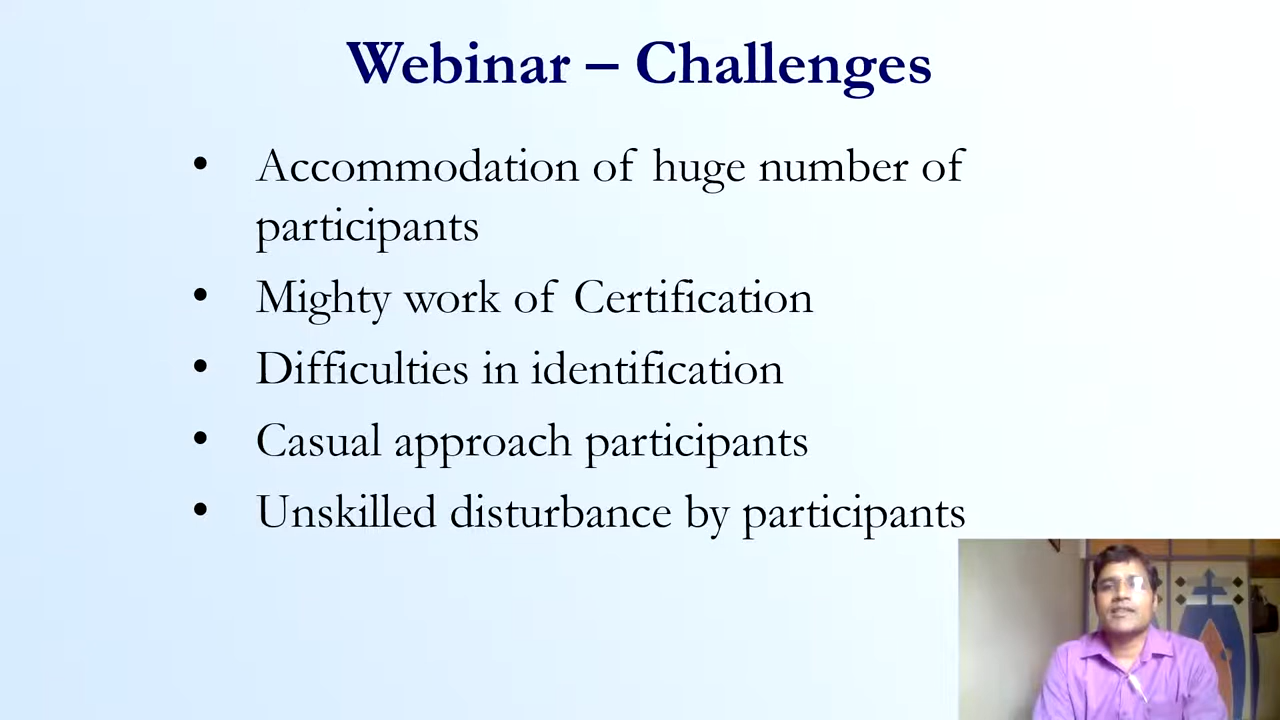 Webinar – Challenges
• Accommodation of huge number of
participants
• Mighty work of Certification
• Difficulties in identification
• Casual approach participants
• Unskilled disturbance by participants